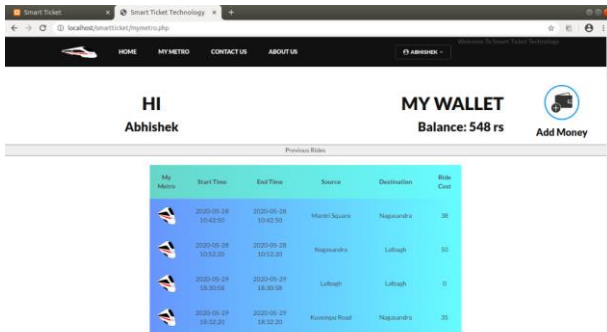 Smart Ticket
Smart Ticket Technology
localhost/smartticket/mymetro.php
HOME MY METRO CONTACT US ABOUT US ABHISHEK
Welcome To Smart Ticket Technology
HI
Abhishek
MY WALLET
Balance: 548 rs
Add Money
Previous Rides
My Metro Start Time End Time Source Destination Ride Cost
2020-05-28 10:42:50 2020-05-28 10:42:50 Mantri Square Nagasandra 38
2020-05-28 10:52:20 2020-05-28 10:52:20 Nagasandra Lalbagh 50
2020-05-29 18:30:58 2020-05-29 18:30:58 Lalbagh Lalbagh 0
2020-05-29 18:32:20 2020-05-29 18:32:20 Kuvempu Road Nagasandra 35